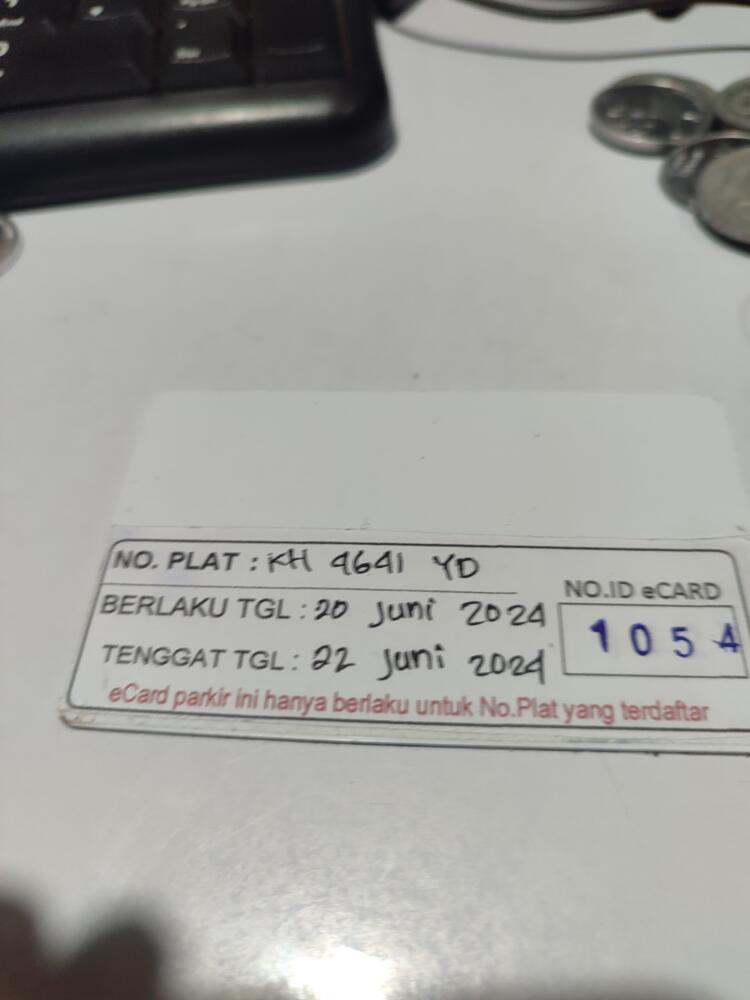 NO. PLAT : KH 4641 YD
BERLAKU TGL : 20 Juni 2024
TENGGAT TGL : 22 Juni 2024
NO.ID eCARD
1054
eCard parkir ini hanya berlaku untuk No.Plat yang terdaftar